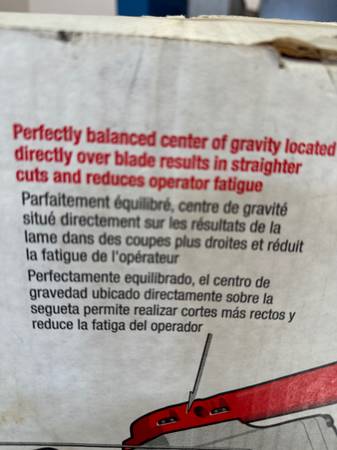 Perfectly balanced center of gravity located
directly over blade results in straighter
cuts and reduces operator fatigue
Parfaitement équilibré, centre de gravité
situé directement sur les résultats de la
lame dans des coupes plus droites et réduit
la fatigue de l'opérateur
Perfectamente equilibrado, el centro de
gravedad ubicado directamente sobre la
segueta permite realizar cortes más rectos y
reduce la fatiga del operador